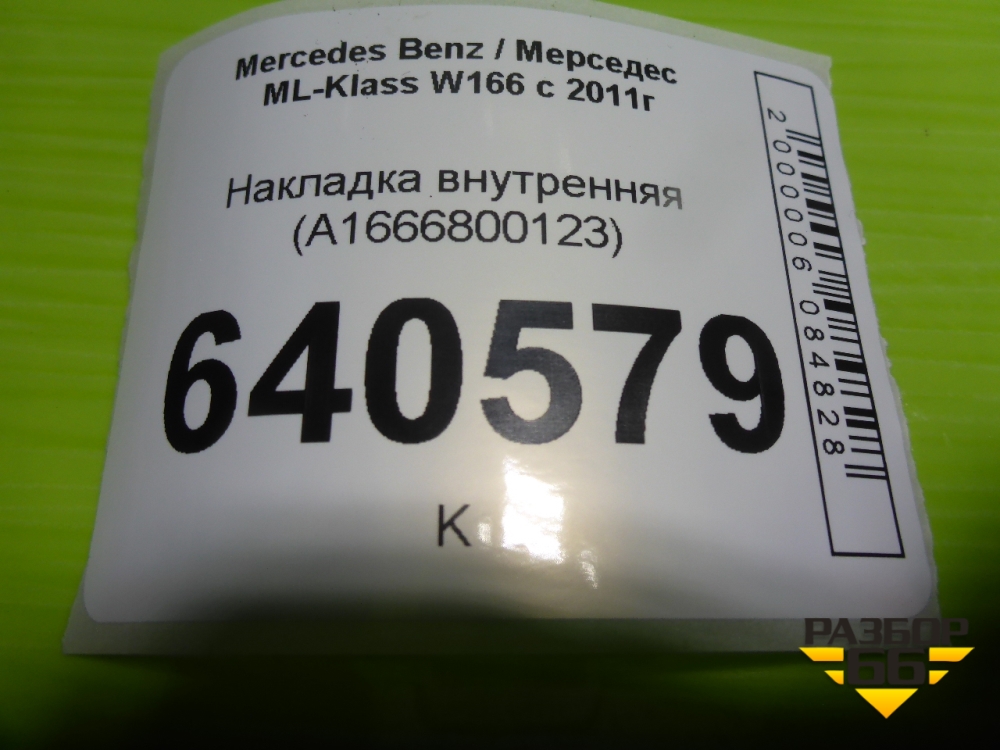 Mercedes Benz / Мерседес
ML-Klass W166 с 2011г
Накладка внутренняя
(A1666800123)
640579
К
2000006084828
РАЗБОР
66